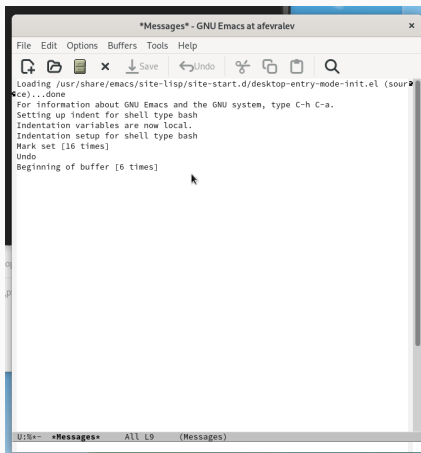 *Messages* - GNU Emacs at afevralev
File Edit Options Buffers Tools Help
Save Undo
Loading /usr/share/emacs/site-lisp/site-start.d/desktop-entry-mode-init.el (sour
ce)...done
For information about GNU Emacs and the GNU system, type C-h C-a.
Setting up indent for shell type bash
Indentation variables are now local.
Indentation setup for shell type bash
Mark set [16 times]
Undo
Beginning of buffer [6 times]
U:%*- *Messages* All L9 (Messages)